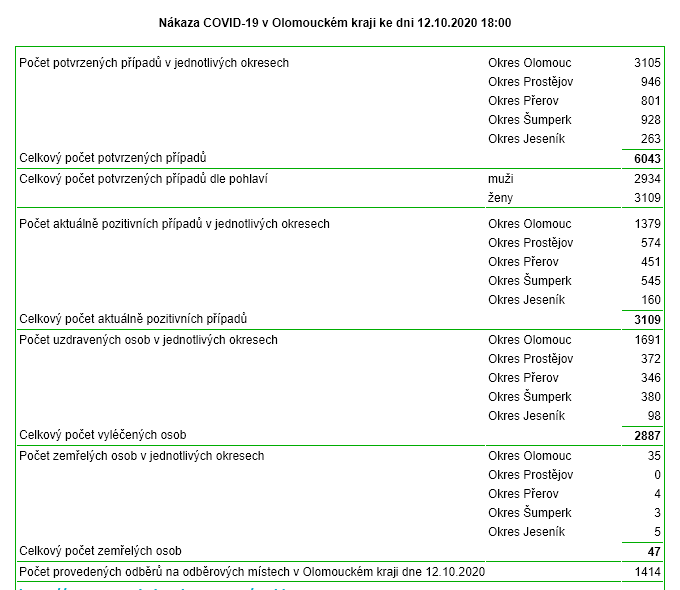 Nákaza COVID-19 v Olomouckém kraji ke dni 12.10.2020 18:00
Počet potvrzených případů v jednotlivých okresech Okres Olomouc 3105
Okres Prostějov 946
Okres Přerov 801
Okres Šumperk 928
Okres Jeseník 263
Celkový počet potvrzených případů 6043
Celkový počet potvrzených případů dle pohlaví muži 2934
ženy 3109
Počet aktuálně pozitivních případů v jednotlivých okresech Okres Olomouc 1379
Okres Prostějov 574
Okres Přerov 451
Okres Šumperk 545
Okres Jeseník 160
Celkový počet aktuálně pozitivních případů 3109
Počet uzdravených osob v jednotlivých okresech Okres Olomouc 1691
Okres Prostějov 372
Okres Přerov 346
Okres Šumperk 380
Okres Jeseník 98
Celkový počet vyléčených osob 2887
Počet zemřelých osob v jednotlivých okresech Okres Olomouc 35
Okres Prostějov 0
Okres Přerov 4
Okres Šumperk 3
Okres Jeseník 5
Celkový počet zemřelých osob 47
Počet provedených odběrů na odběrových místech v Olomouckém kraji dne 12.10.2020 1414